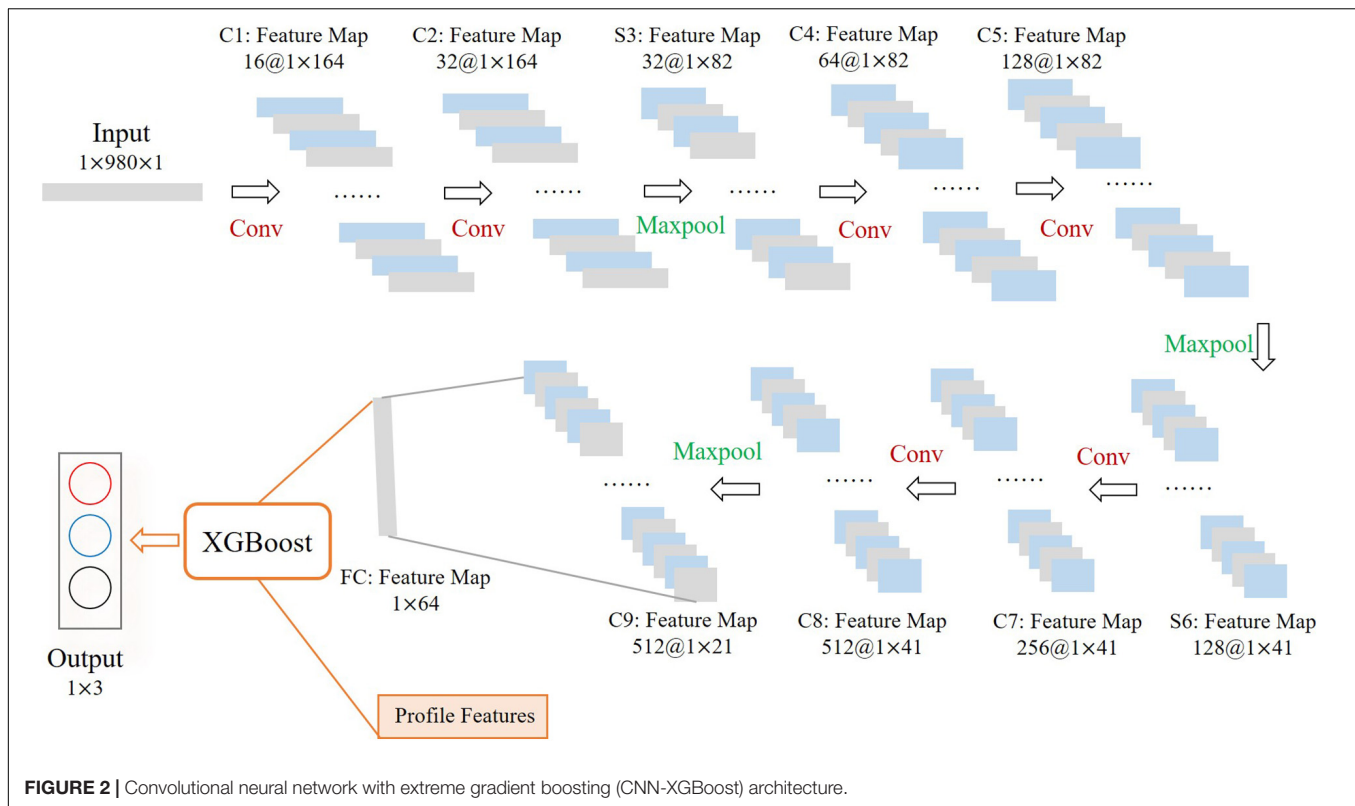 C1: Feature Map
16@1×164
C2: Feature Map
32@1×164
S3: Feature Map
32@1×82
C4: Feature Map
64@1×82
C5: Feature Map
128@1×82
Input
1×980×1
......
......
......
......
......
Conv
Conv
Maxpool
Conv
Conv
Maxpool
Maxpool
Conv
Conv
......
......
......
......
XGBoost
FC: Feature Map
1×64
C9: Feature Map
512@1×21
C8: Feature Map
512@1×41
C7: Feature Map
256@1×41
S6: Feature Map
128@1×41
Output
1×3
Profile Features
FIGURE 2 | Convolutional neural network with extreme gradient boosting (CNN-XGBoost) architecture.